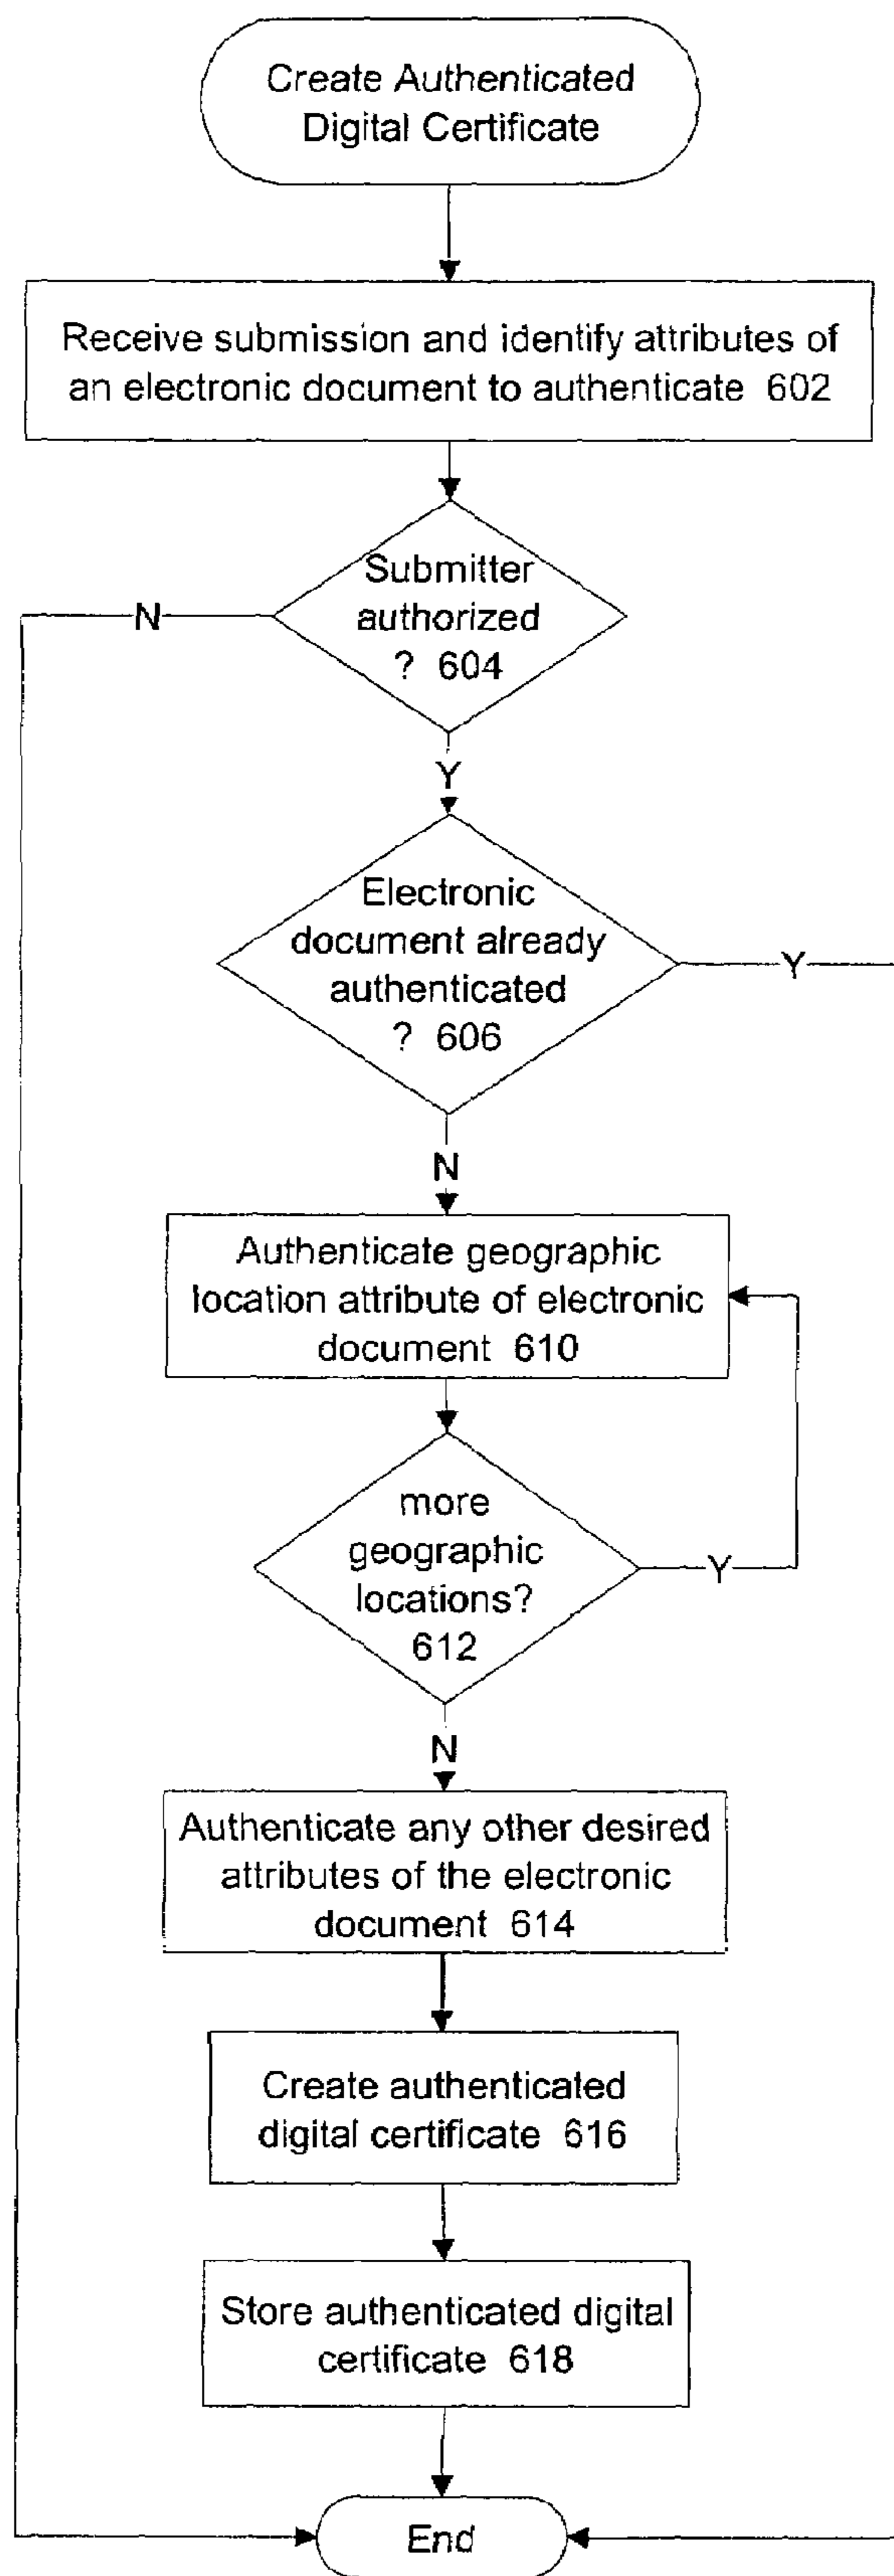 Create Authenticated
Digital Certificate
Receive submission and identify attributes of
an electronic document to authenticate 602
Submitter
authorized
? 604
N
Y
Electronic
document already
authenticated
? 606
Y
N
Authenticate geographic
location attribute of electronic
document 610
more
geographic
locations?
612
Y
N
Authenticate any other desired
attributes of the electronic
document 614
Create authenticated
digital certificate 616
Store authenticated digital
certificate 618
End